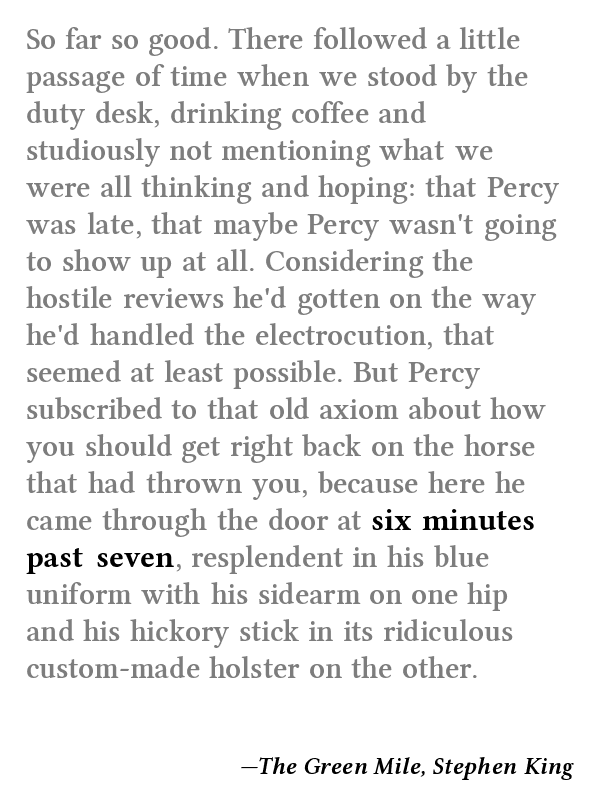 So far so good. There followed a little
passage of time when we stood by the
duty desk, drinking coffee and
studiously not mentioning what we
were all thinking and hoping: that Percy
was late, that maybe Percy wasn't going
to show up at all. Considering the
hostile reviews he'd gotten on the way
he'd handled the electrocution, that
seemed at least possible. But Percy
subscribed to that old axiom about how
you should get right back on the horse
that had thrown you, because here he
came through the door at six minutes
past seven, resplendent in his blue
uniform with his sidearm on one hip
and his hickory stick in its ridiculous
custom-made holster on the other.
—The Green Mile, Stephen King